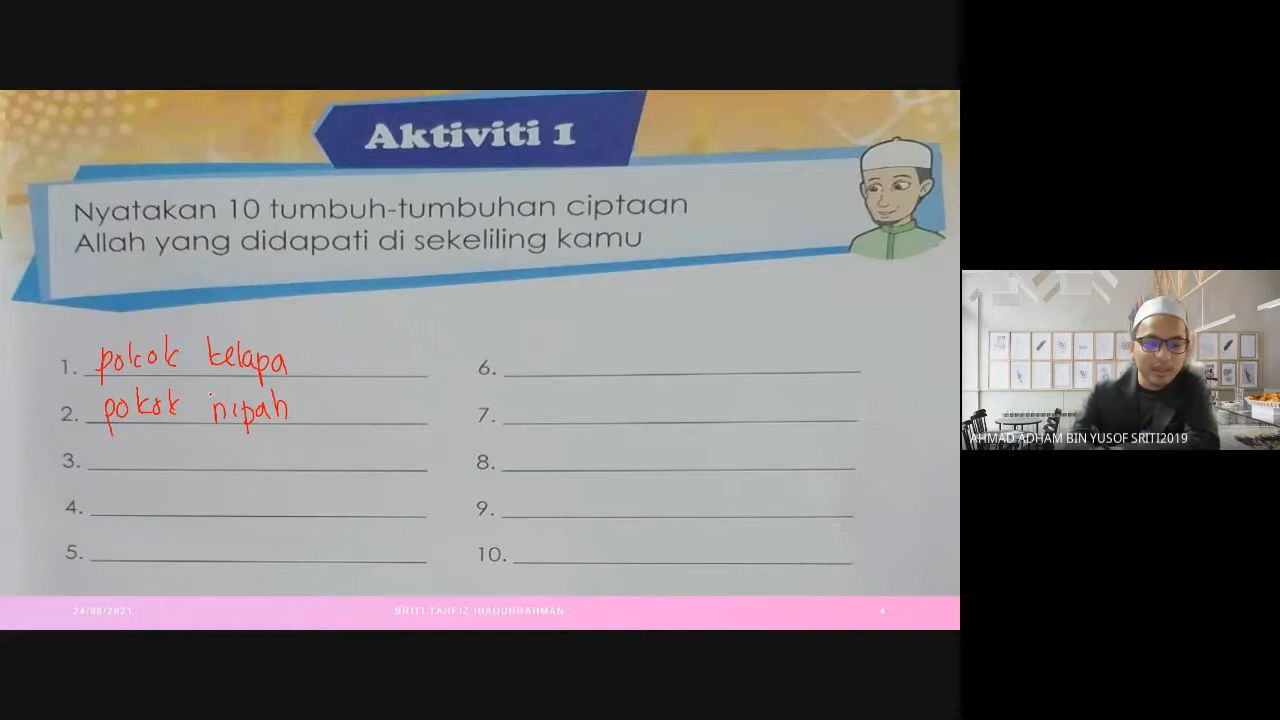 Aktiviti 1
Nyatakan 10 tumbuh-tumbuhan ciptaan
Allah yang didapati di sekeliling kamu
1. pokok kelapa
2. pokok nipah
3.
4.
5.
6.
7.
8.
9.
10.
24/08/2021 SRITI TAHFIZ IBADURRAHMAN 4
AHMAD ADHAM BIN YUSOF SRITI2019